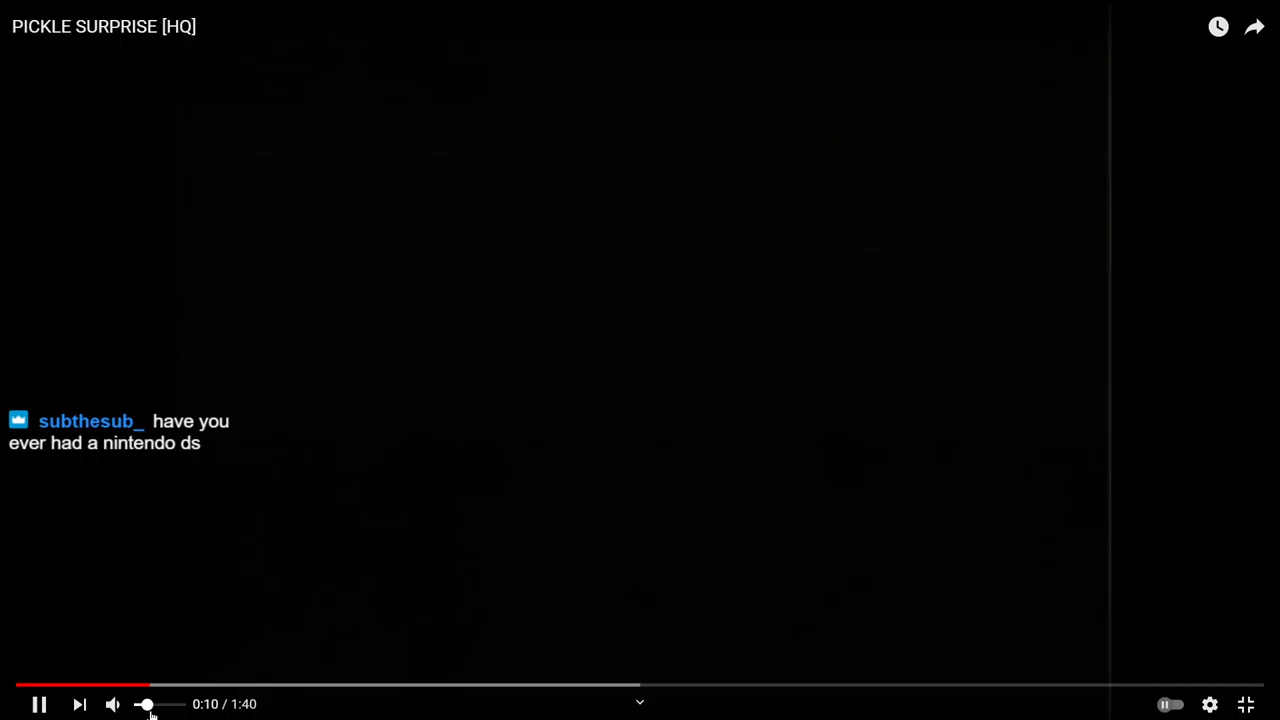 PICKLE SURPRISE [HQ]
subthesub_ have you
ever had a nintendo ds
0:10 / 1:40